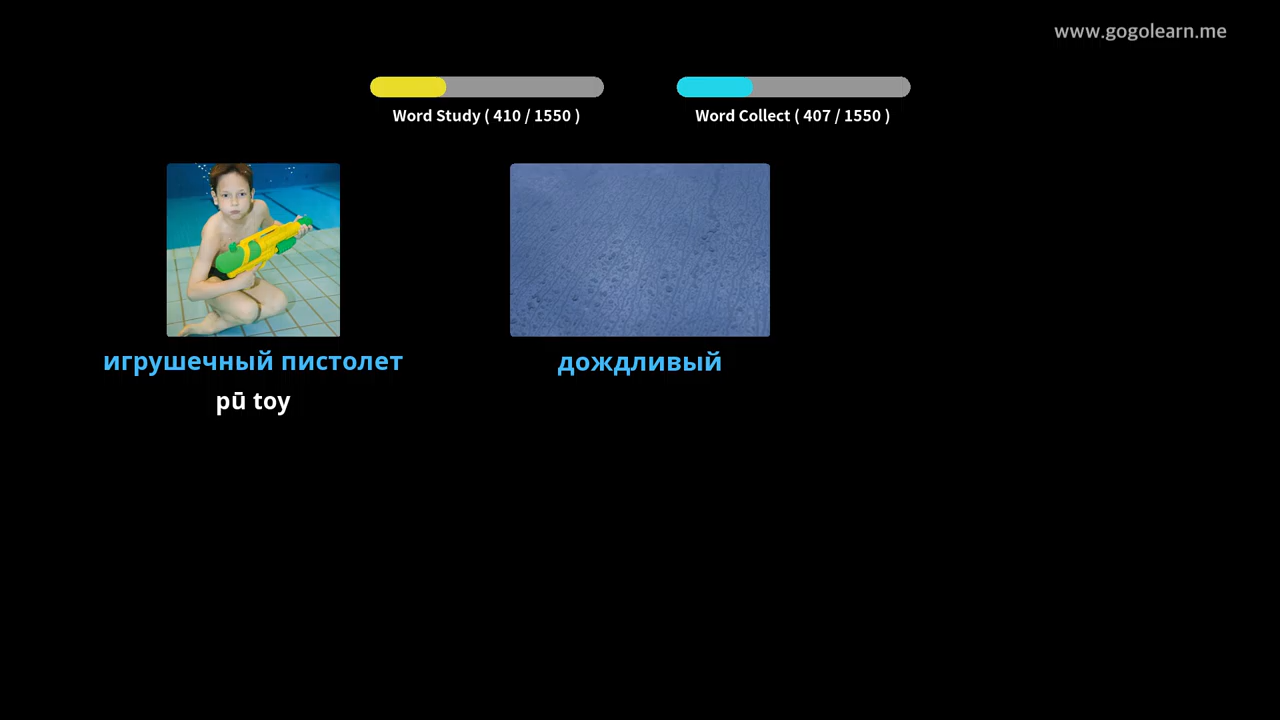 www.gogolearn.me
Word Study ( 410 / 1550 )
Word Collect ( 407 / 1550 )
игрушечный пистолет
дождливый
pū toy